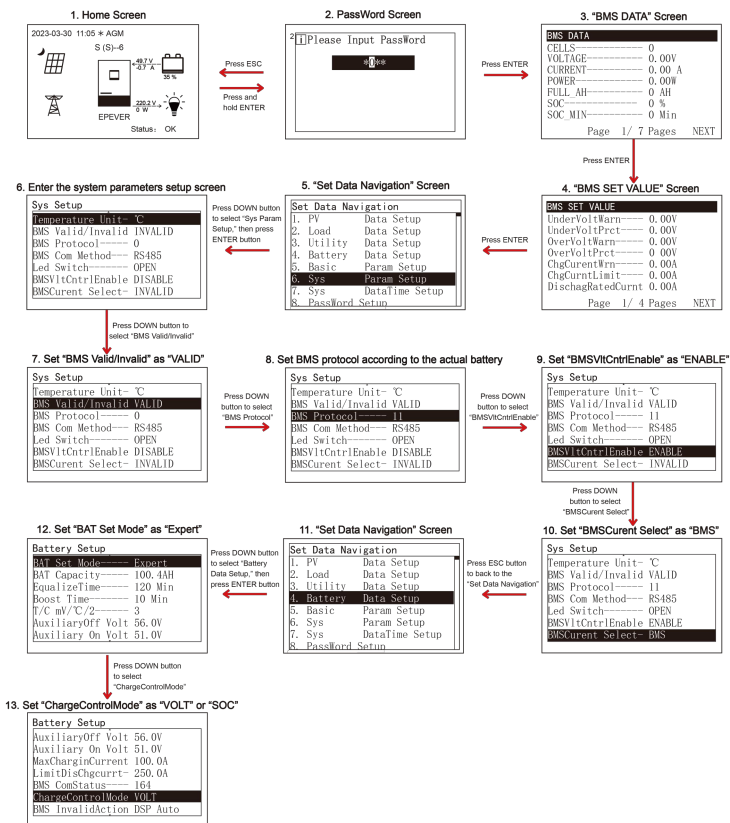 1. Home Screen
2023-03-30 11:05 ✳ AGM
S (S)--6
49.7 V
-0.7 A
35 %
220.2 V
0 W
EPEVER
Status： OK
Press ESC
Press and
hold ENTER
2. PassWord Screen
2 i Please Input PassWord
*0**
Press ENTER
3. “BMS DATA” Screen
BMS DATA
CELLS------------ 0
VOLTAGE---------- 0.00V
CURRENT---------- 0.00 A
POWER------------ 0.00W
FULL_AH---------- 0 AH
SOC-------------- 0 %
SOC_MIN---------- 0 Min
Page 1/ 7 Pages NEXT
Press ENTER
4. “BMS SET VALUE” Screen
BMS SET VALUE
UnderVoltWarn---- 0.00V
UnderVoltPrct---- 0.00V
OverVoltWarn----- 0.00V
OverVoltPrct----- 0.00V
ChgCurentWrn----- 0.00A
ChgCurntLimit---- 0.00A
DischagRatedCurnt 0.00A
Page 1/ 4 Pages NEXT
Press ENTER
5. “Set Data Navigation” Screen
Set Data Navigation
1. PV Data Setup
2. Load Data Setup
3. Utility Data Setup
4. Battery Data Setup
5. Basic Param Setup
6. Sys Param Setup
7. Sys DataTime Setup
8. PassWord Setup
Press DOWN button
to select “Sys Param
Setup,” then press
ENTER button
6. Enter the system parameters setup screen
Sys Setup
Temperature Unit- ℃
BMS Valid/Invalid INVALID
BMS Protocol----- 0
BMS Com Method--- RS485
Led Switch------- OPEN
BMSVltCntrlEnable DISABLE
BMSCurent Select- INVALID
Press DOWN button to
select “BMS Valid/Invalid”
7. Set “BMS Valid/Invalid” as “VALID”
Sys Setup
Temperature Unit- ℃
BMS Valid/Invalid VALID
BMS Protocol----- 0
BMS Com Method--- RS485
Led Switch------- OPEN
BMSVltCntrlEnable DISABLE
BMSCurent Select- INVALID
Press DOWN
button to select
“BMS Protocol”
8. Set BMS protocol according to the actual battery
Sys Setup
Temperature Unit- ℃
BMS Valid/Invalid VALID
BMS Protocol----- 11
BMS Com Method--- RS485
Led Switch------- OPEN
BMSVltCntrlEnable DISABLE
BMSCurent Select- INVALID
Press DOWN
button to select
“BMSVltCntrlEnable”
9. Set “BMSVltCntrlEnable” as “ENABLE”
Sys Setup
Temperature Unit- ℃
BMS Valid/Invalid VALID
BMS Protocol----- 11
BMS Com Method--- RS485
Led Switch------- OPEN
BMSVltCntrlEnable ENABLE
BMSCurent Select- INVALID
Press DOWN
button to select
“BMSCurent Select”
10. Set “BMSCurent Select” as “BMS”
Sys Setup
Temperature Unit- ℃
BMS Valid/Invalid VALID
BMS Protocol----- 11
BMS Com Method--- RS485
Led Switch------- OPEN
BMSVltCntrlEnable ENABLE
BMSCurent Select- BMS
Press ESC button
to back to the
“Set Data Navigation”
11. “Set Data Navigation” Screen
Set Data Navigation
1. PV Data Setup
2. Load Data Setup
3. Utility Data Setup
4. Battery Data Setup
5. Basic Param Setup
6. Sys Param Setup
7. Sys DataTime Setup
8. PassWord Setup
Press DOWN button
to select “Battery
Data Setup,” then
press ENTER button
12. Set “BAT Set Mode” as “Expert”
Battery Setup
BAT Set Mode----- Expert
BAT Capacity----- 100.4AH
EqualizeTime----- 120 Min
Boost Time------- 10 Min
T/C mV/℃/2------- 3
AuxiliaryOff Volt 56.0V
Auxiliary On Volt 51.0V
Press DOWN button
to select
“ChargeControlMode”
13. Set “ChargeControlMode” as “VOLT” or “SOC”
Battery Setup
AuxiliaryOff Volt 56.0V
Auxiliary On Volt 51.0V
MaxCharginCurrent 100.0A
LimitDisChgcurrt- 250.0A
BMS ComStatus---- 164
ChargeControlMode VOLT
BMS InvalidAction DSP Auto